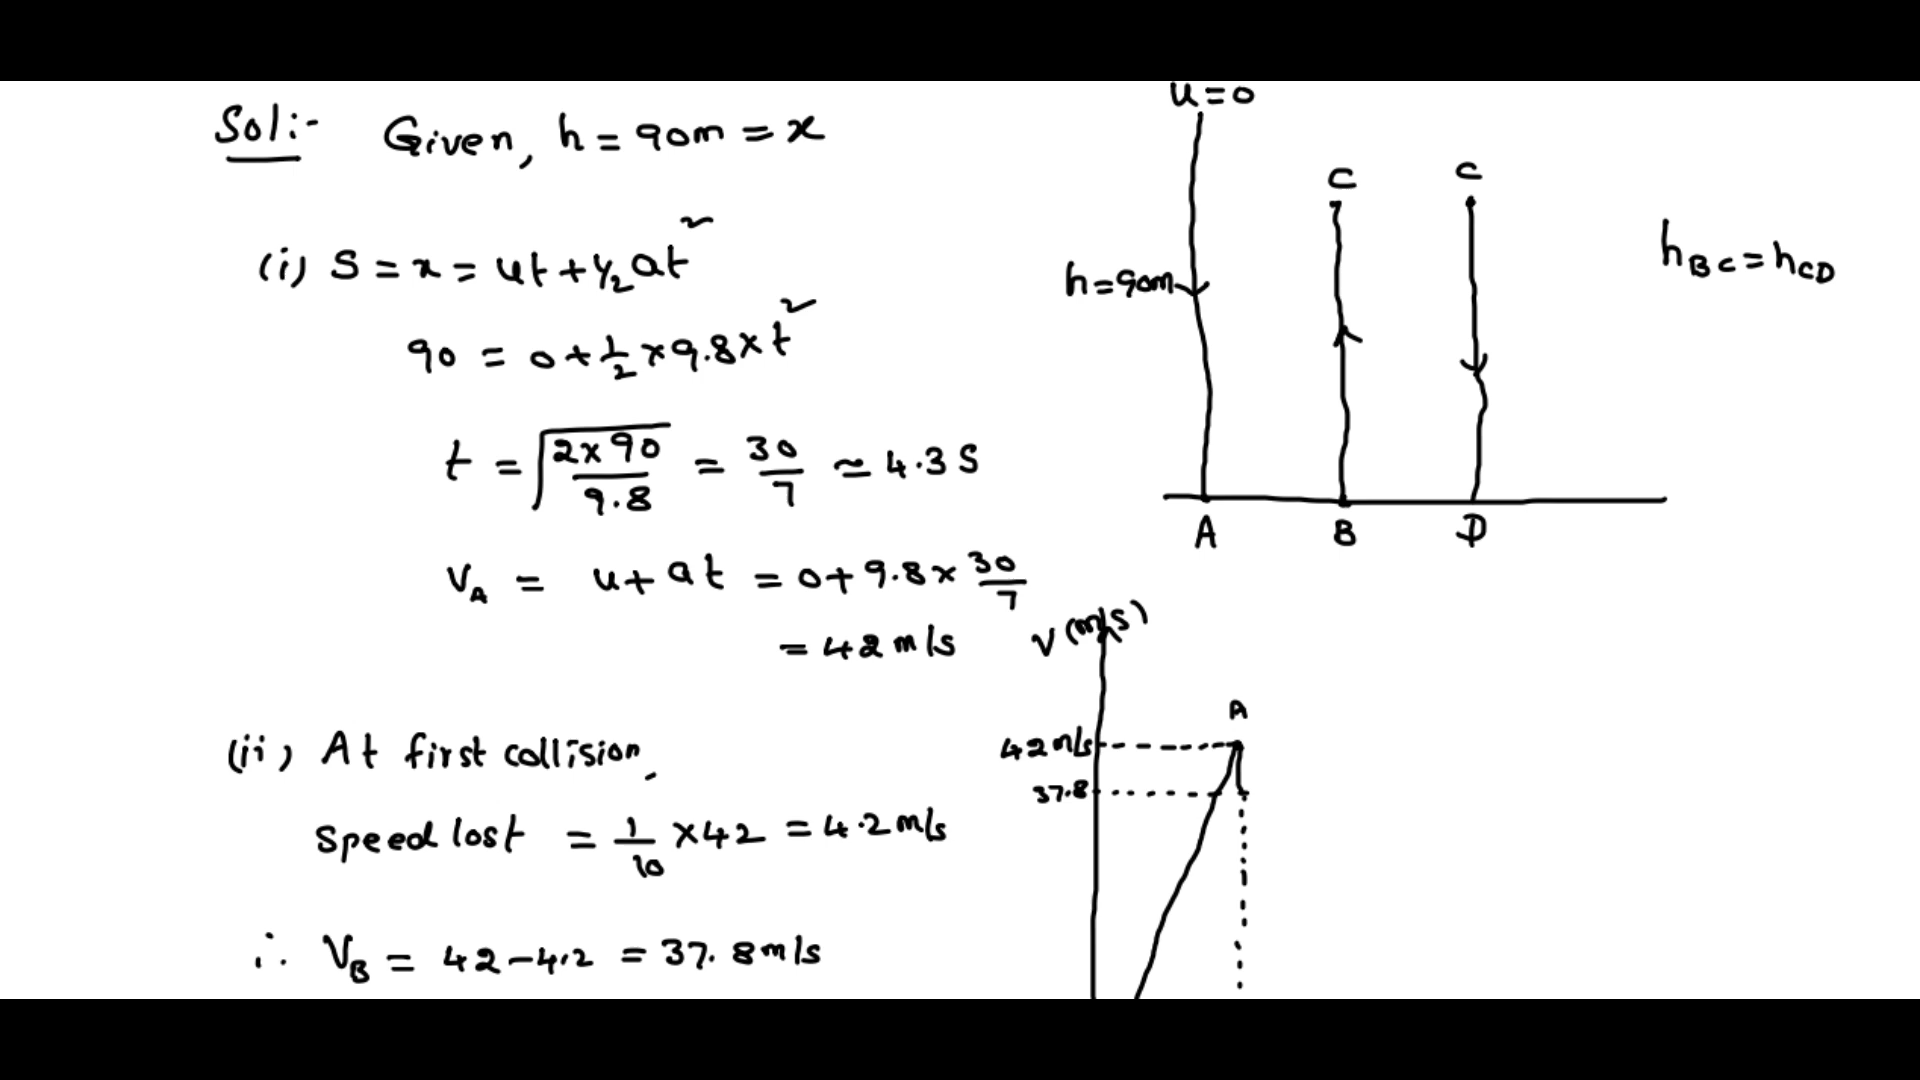 Sol:- Given, h = 90m = x
(i) S = x = ut + 1/2 at²
90 = 0 + 1/2 × 9.8 × t²
t = √(2×90/9.8) = 30/7 ≃ 4.3 S
V_A = u + at = 0 + 9.8 × 30/7
= 42 m/s
(ii) At first collision,
Speed lost = 1/10 × 42 = 4.2 m/s
∴ V_B = 42 – 4.2 = 37.8 m/s
u = 0
C C
h = 90m
h_BC = h_CD
A B D
V (m/s)
A
42 m/s
37.8